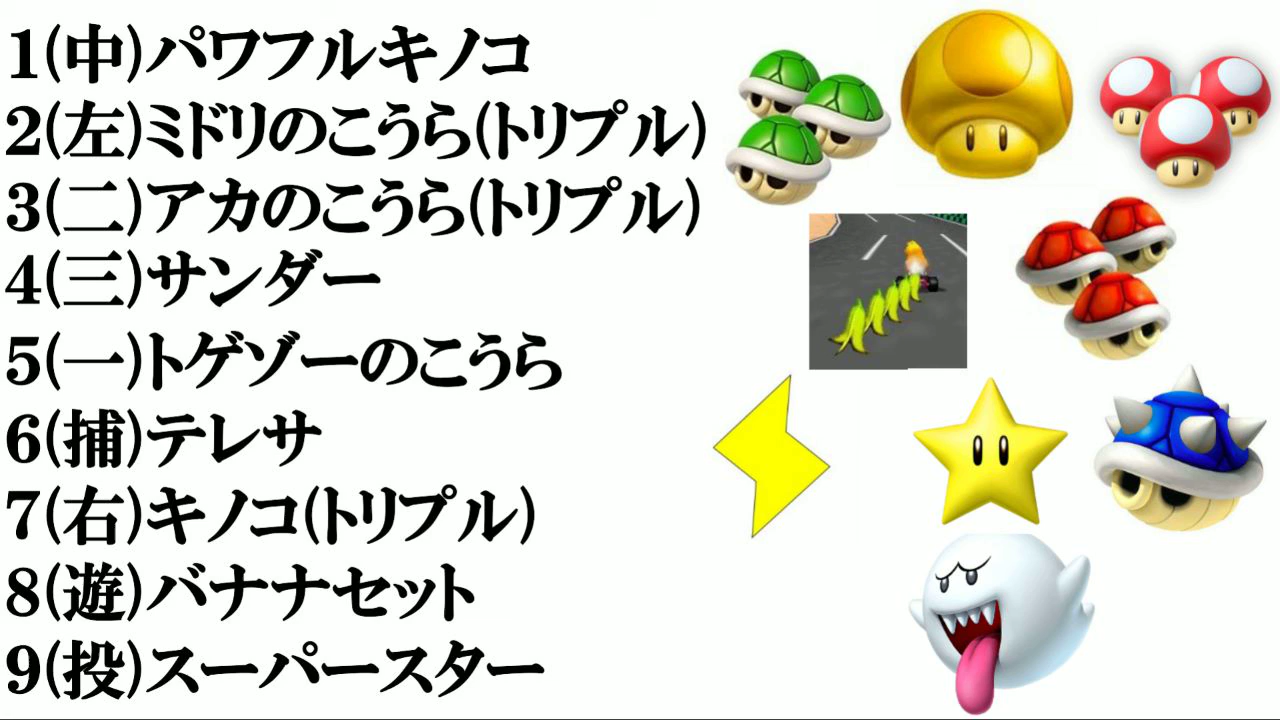 1(中)パワフルキノコ
2(左)ミドリのこうら(トリプル)
3(二)アカのこうら(トリプル)
4(三)サンダー
5(一)トゲゾーのこうら
6(捕)テレサ
7(右)キノコ(トリプル)
8(遊)バナナセット
9(投)スーパースター